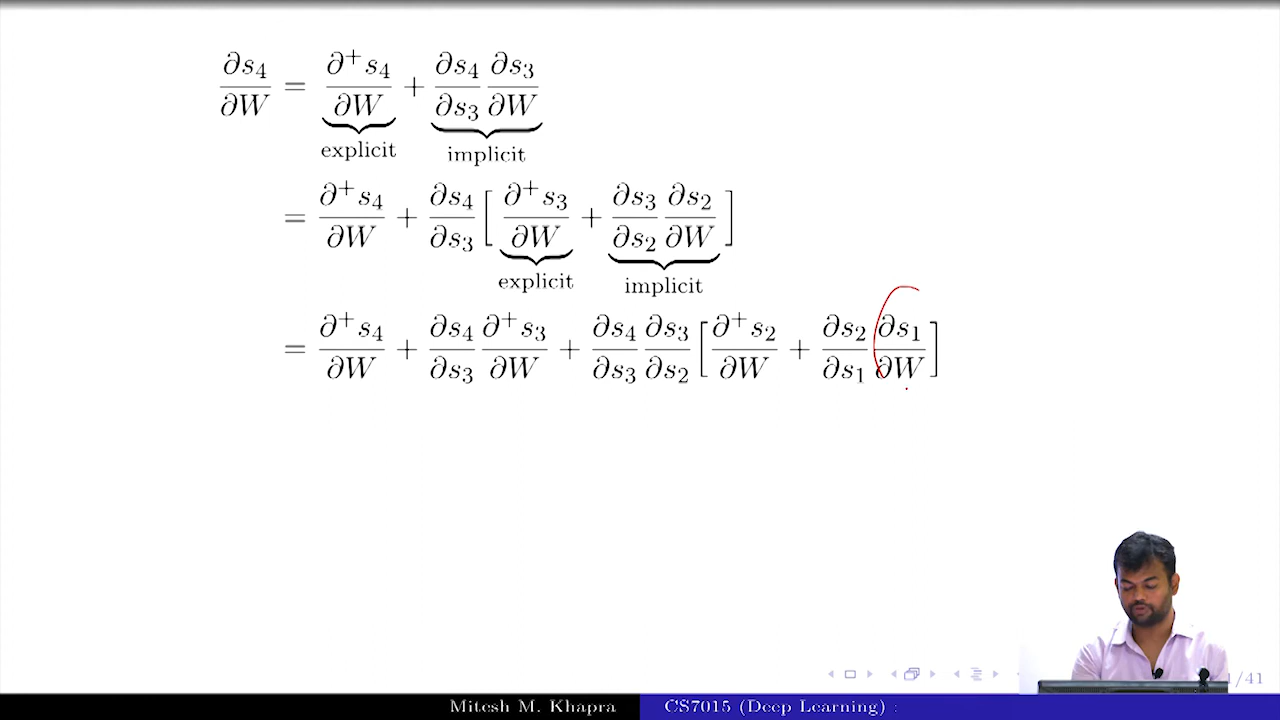 ∂s₄/∂W = ∂⁺s₄/∂W + ∂s₄/∂s₃ ∂s₃/∂W
explicit implicit
= ∂⁺s₄/∂W + ∂s₄/∂s₃ [ ∂⁺s₃/∂W + ∂s₃/∂s₂ ∂s₂/∂W ]
explicit implicit
= ∂⁺s₄/∂W + ∂s₄/∂s₃ ∂⁺s₃/∂W + ∂s₄/∂s₃ ∂s₃/∂s₂ [ ∂⁺s₂/∂W + ∂s₂/∂s₁ ∂s₁/∂W ]
/41
Mitesh M. Khapra CS7015 (Deep Learning) :